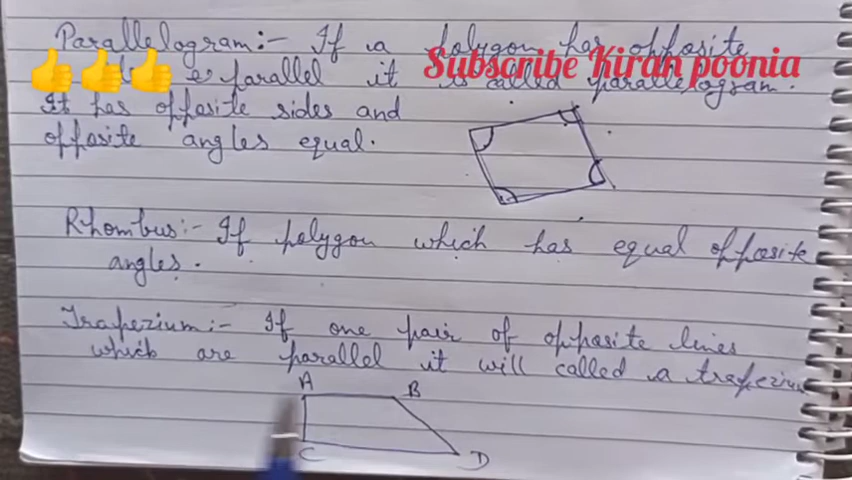 Parallelogram:- If a polygon has opposite
parallel it is called parallelogram.
Subscribe Kiran poonia
It has opposite sides and
opposite angles equal.
Rhombus:- If polygon which has equal opposite
angles.
Trapezium:- If one pair of opposite lines
which are parallel it will called a trapezium
A B
C D